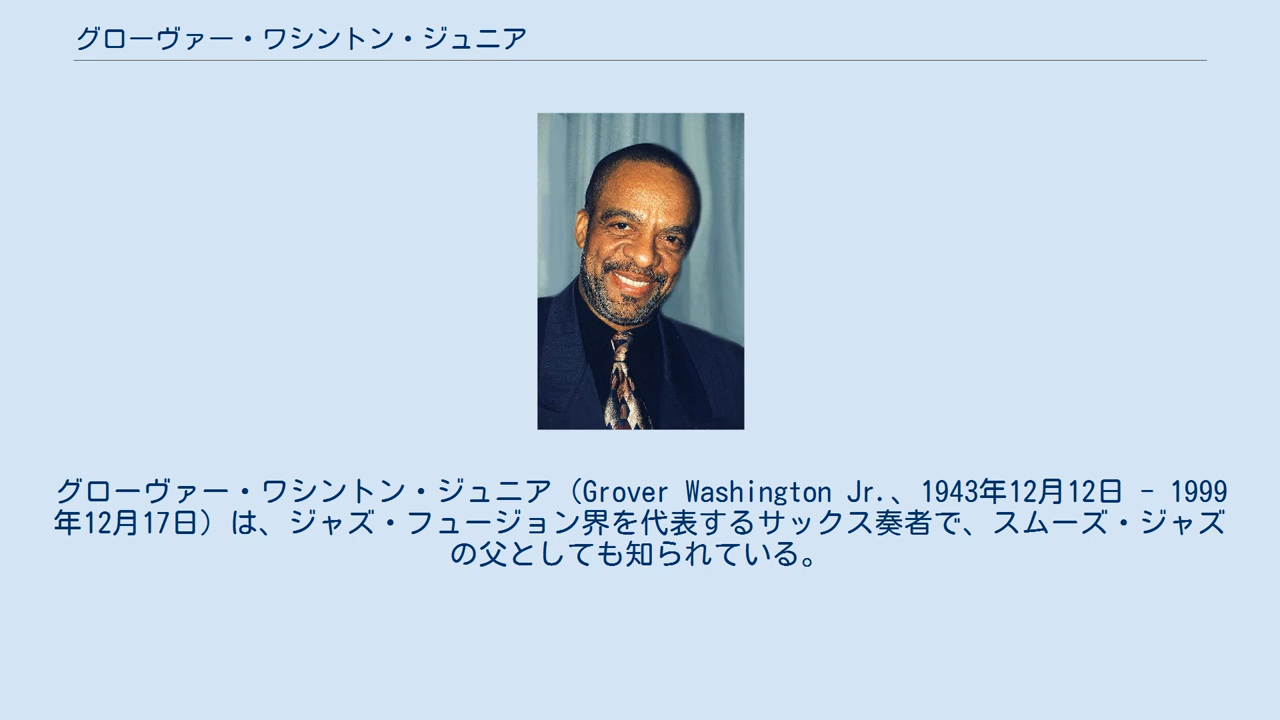 グローヴァー・ワシントン・ジュニア
グローヴァー・ワシントン・ジュニア（Grover Washington Jr.、1943年12月12日 - 1999
年12月17日）は、ジャズ・フュージョン界を代表するサックス奏者で、スムーズ・ジャズ
の父としても知られている。